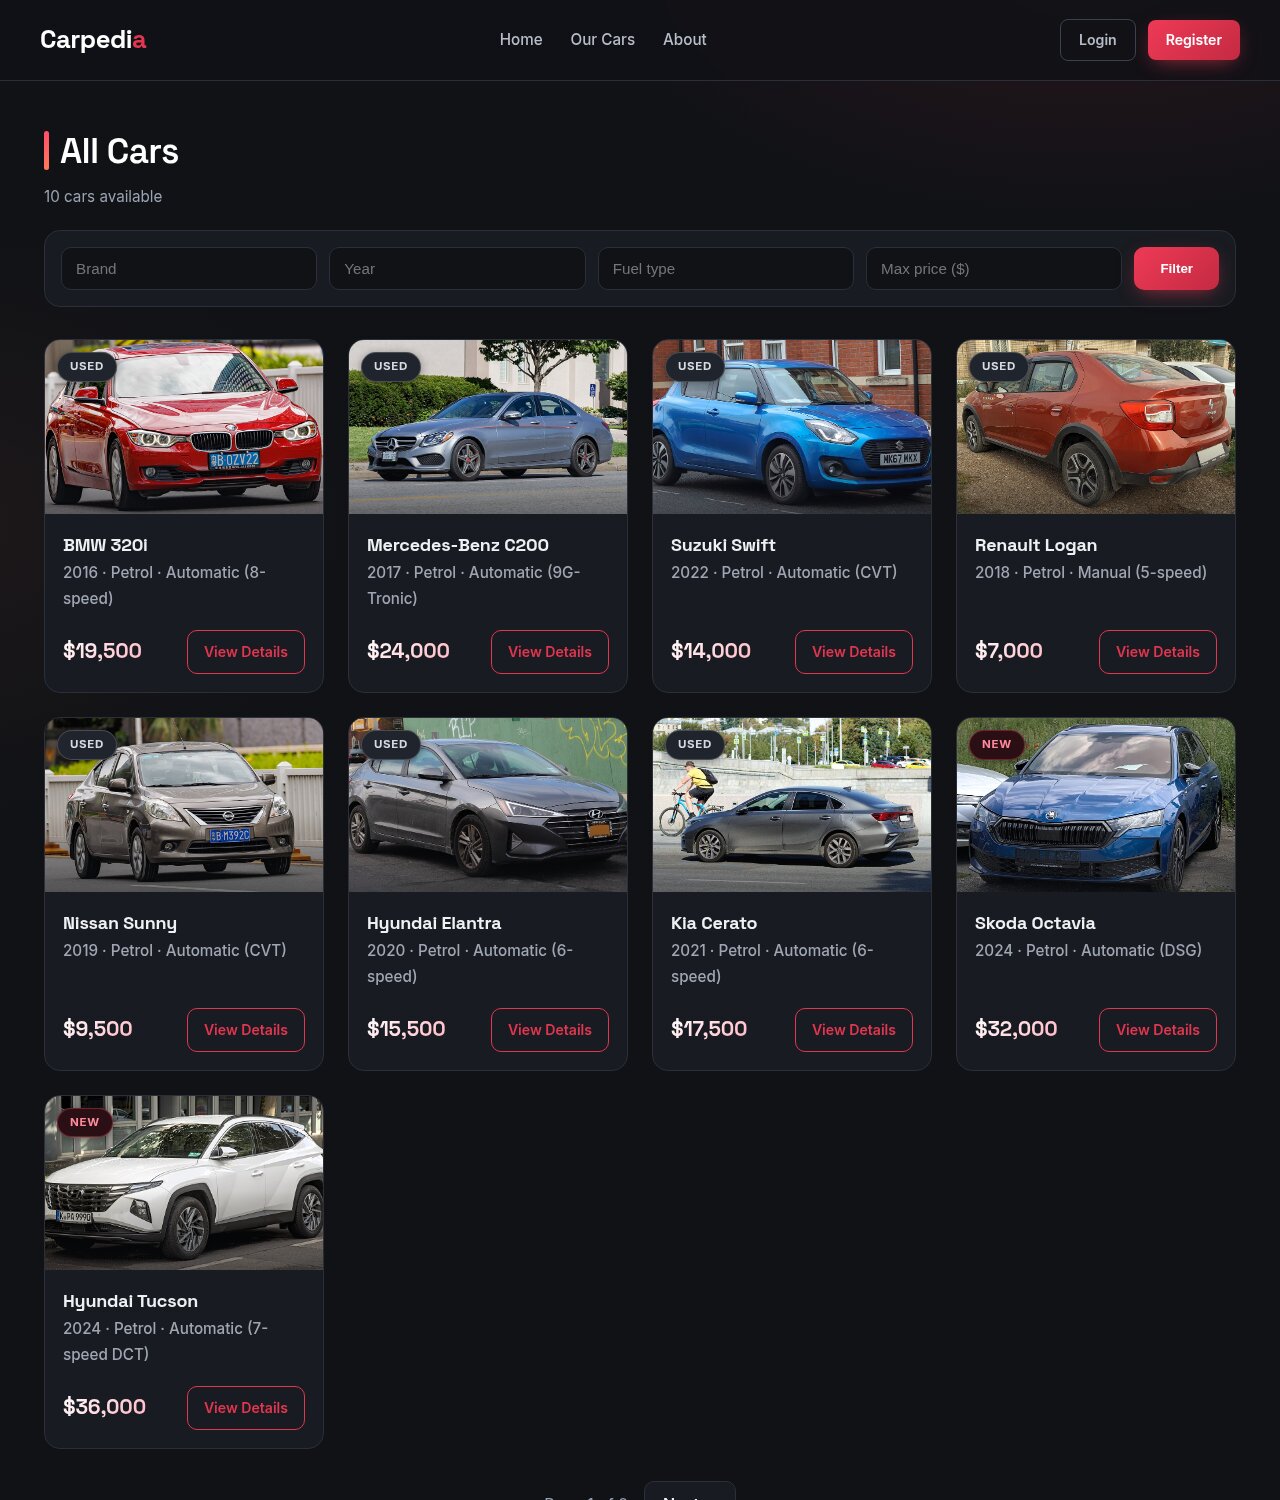 Carpedia
Home
Our Cars
About
Login
Register
All Cars
10 cars available
Brand
Year
Fuel type
Max price ($)
Filter
USED
BMW 320i
2016 · Petrol · Automatic (8-
speed)
$19,500
View Details
USED
Mercedes-Benz C200
2017 · Petrol · Automatic (9G-
Tronic)
$24,000
View Details
USED
MK67 MKX
Suzuki Swift
2022 · Petrol · Automatic (CVT)
$14,000
View Details
USED
Renault Logan
2018 · Petrol · Manual (5-speed)
$7,000
View Details
USED
Nissan Sunny
2019 · Petrol · Automatic (CVT)
$9,500
View Details
USED
Hyundai Elantra
2020 · Petrol · Automatic (6-
speed)
$15,500
View Details
USED
Kia Cerato
2021 · Petrol · Automatic (6-
speed)
$17,500
View Details
NEW
Skoda Octavia
2024 · Petrol · Automatic (DSG)
$32,000
View Details
NEW
Hyundai Tucson
2024 · Petrol · Automatic (7-
speed DCT)
$36,000
View Details